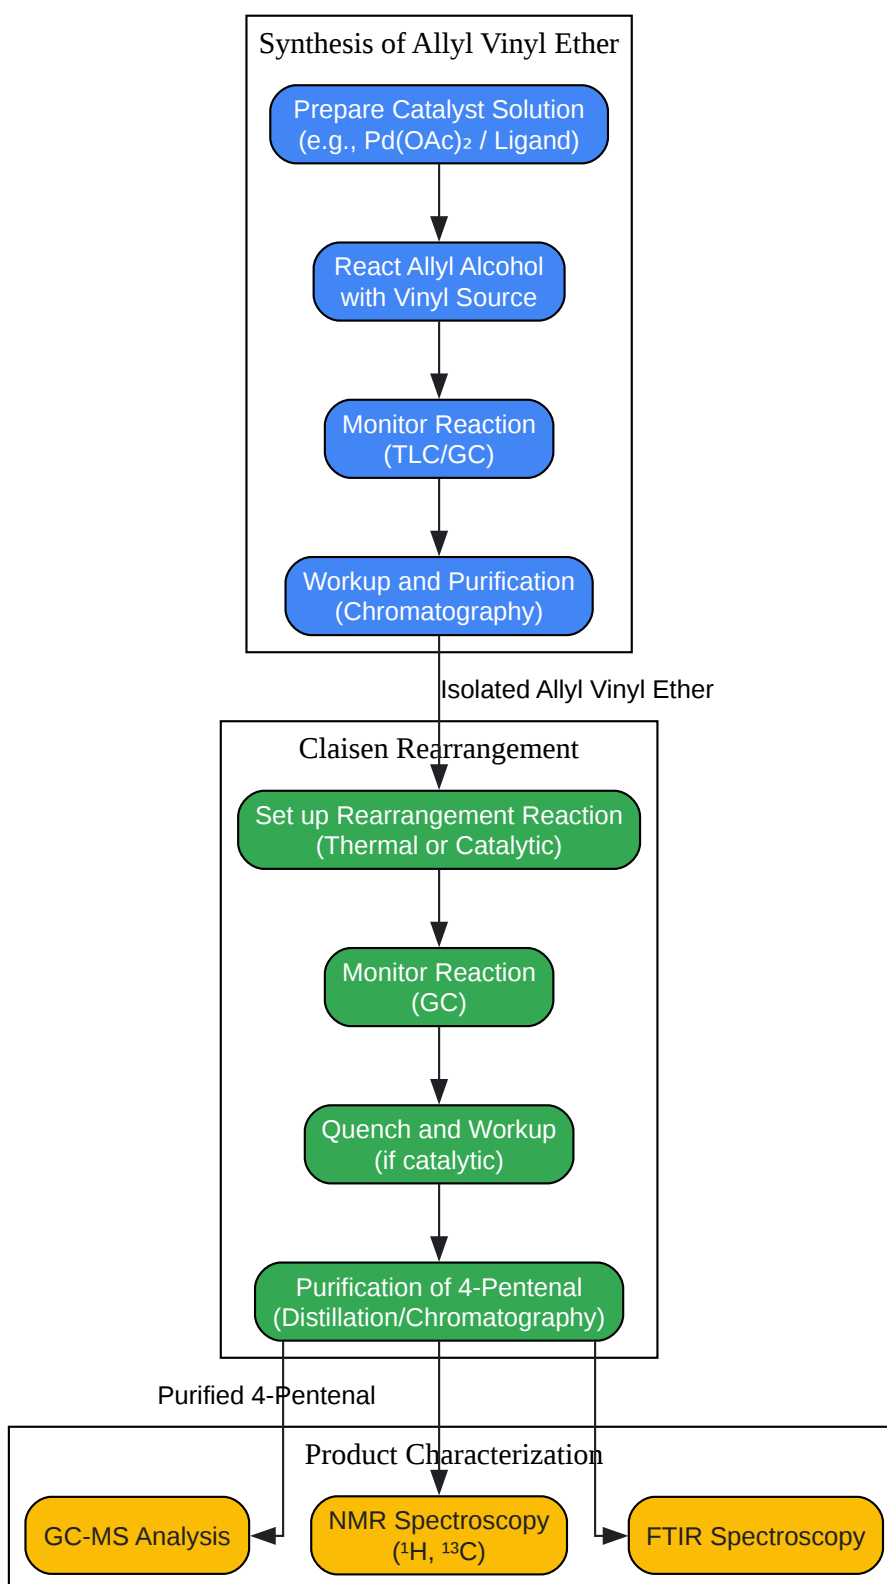 Synthesis of Allyl Vinyl Ether
Prepare Catalyst Solution
(e.g., Pd(OAc)₂ / Ligand)
React Allyl Alcohol
with Vinyl Source
Monitor Reaction
(TLC/GC)
Workup and Purification
(Chromatography)
Isolated Allyl Vinyl Ether
Claisen Rearrangement
Set up Rearrangement Reaction
(Thermal or Catalytic)
Monitor Reaction
(GC)
Quench and Workup
(if catalytic)
Purification of 4-Pentenal
(Distillation/Chromatography)
Purified 4-Pentenal
Product Characterization
GC-MS Analysis
NMR Spectroscopy
(¹H, ¹³C)
FTIR Spectroscopy